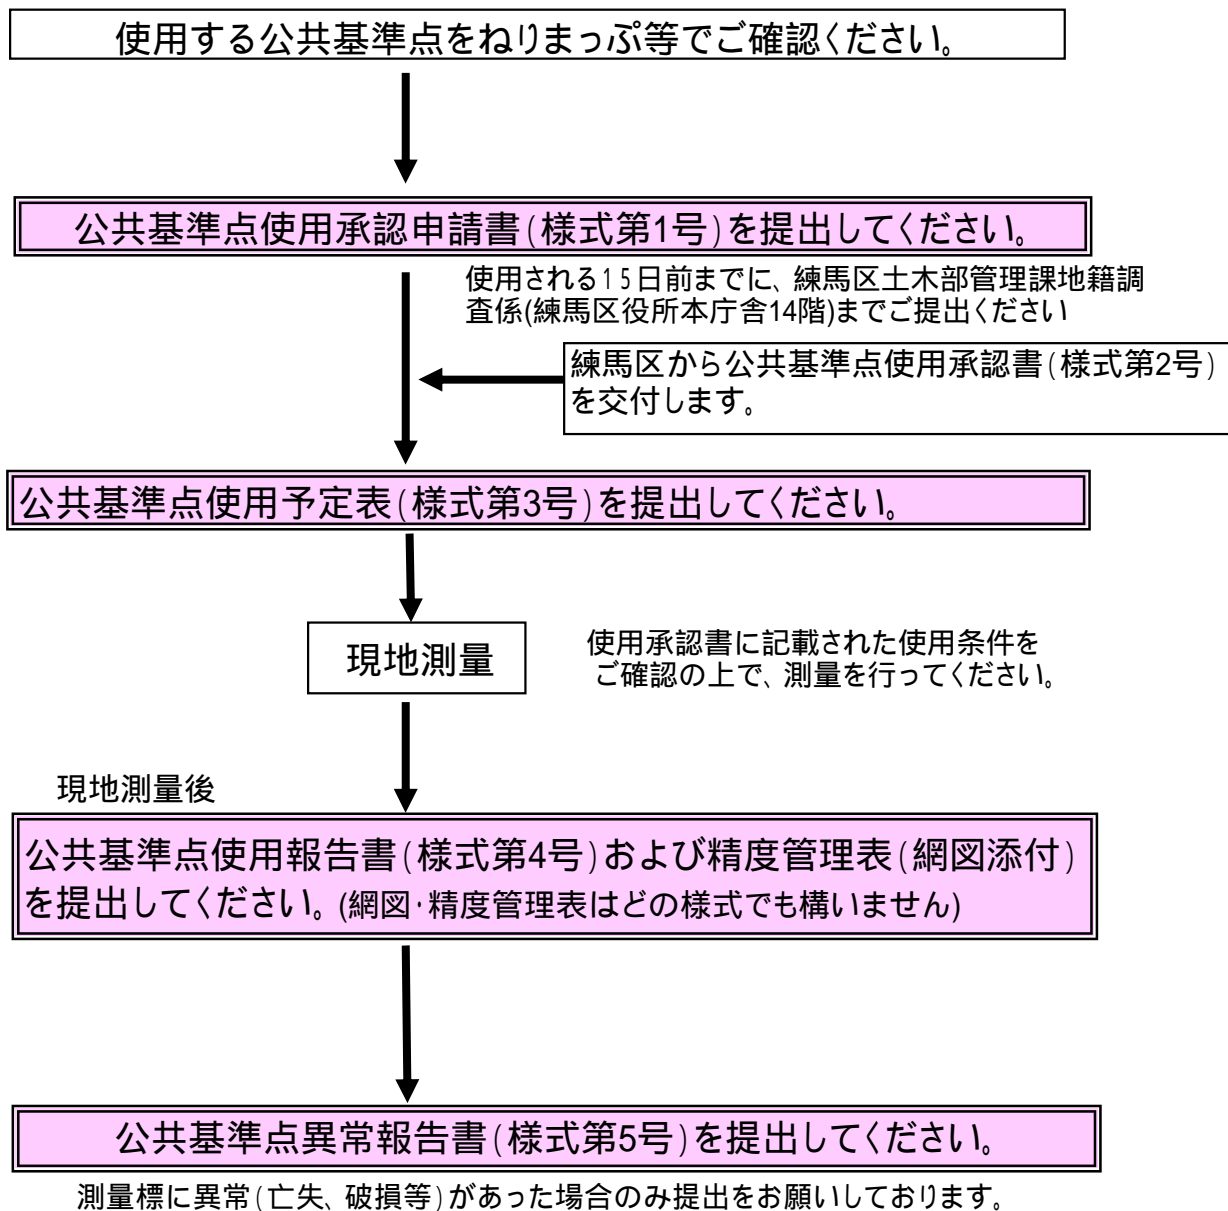 使用する公共基準点をねりまっぷ等でご確認ください。
公共基準点使用承認申請書(様式第1号)を提出してください。
使用される15日前までに、練馬区土木部管理課地籍調
査係(練馬区役所本庁舎14階)までご提出ください
練馬区から公共基準点使用承認書(様式第2号)
を交付します。
公共基準点使用予定表(様式第3号)を提出してください。
現地測量
使用承認書に記載された使用条件を
ご確認の上で、測量を行ってください。
現地測量後
公共基準点使用報告書(様式第4号)および精度管理表(網図添付)
を提出してください。(網図・精度管理表はどの様式でも構いません)
公共基準点異常報告書(様式第5号)を提出してください。
測量標に異常(亡失、破損等)があった場合のみ提出をお願いしております。